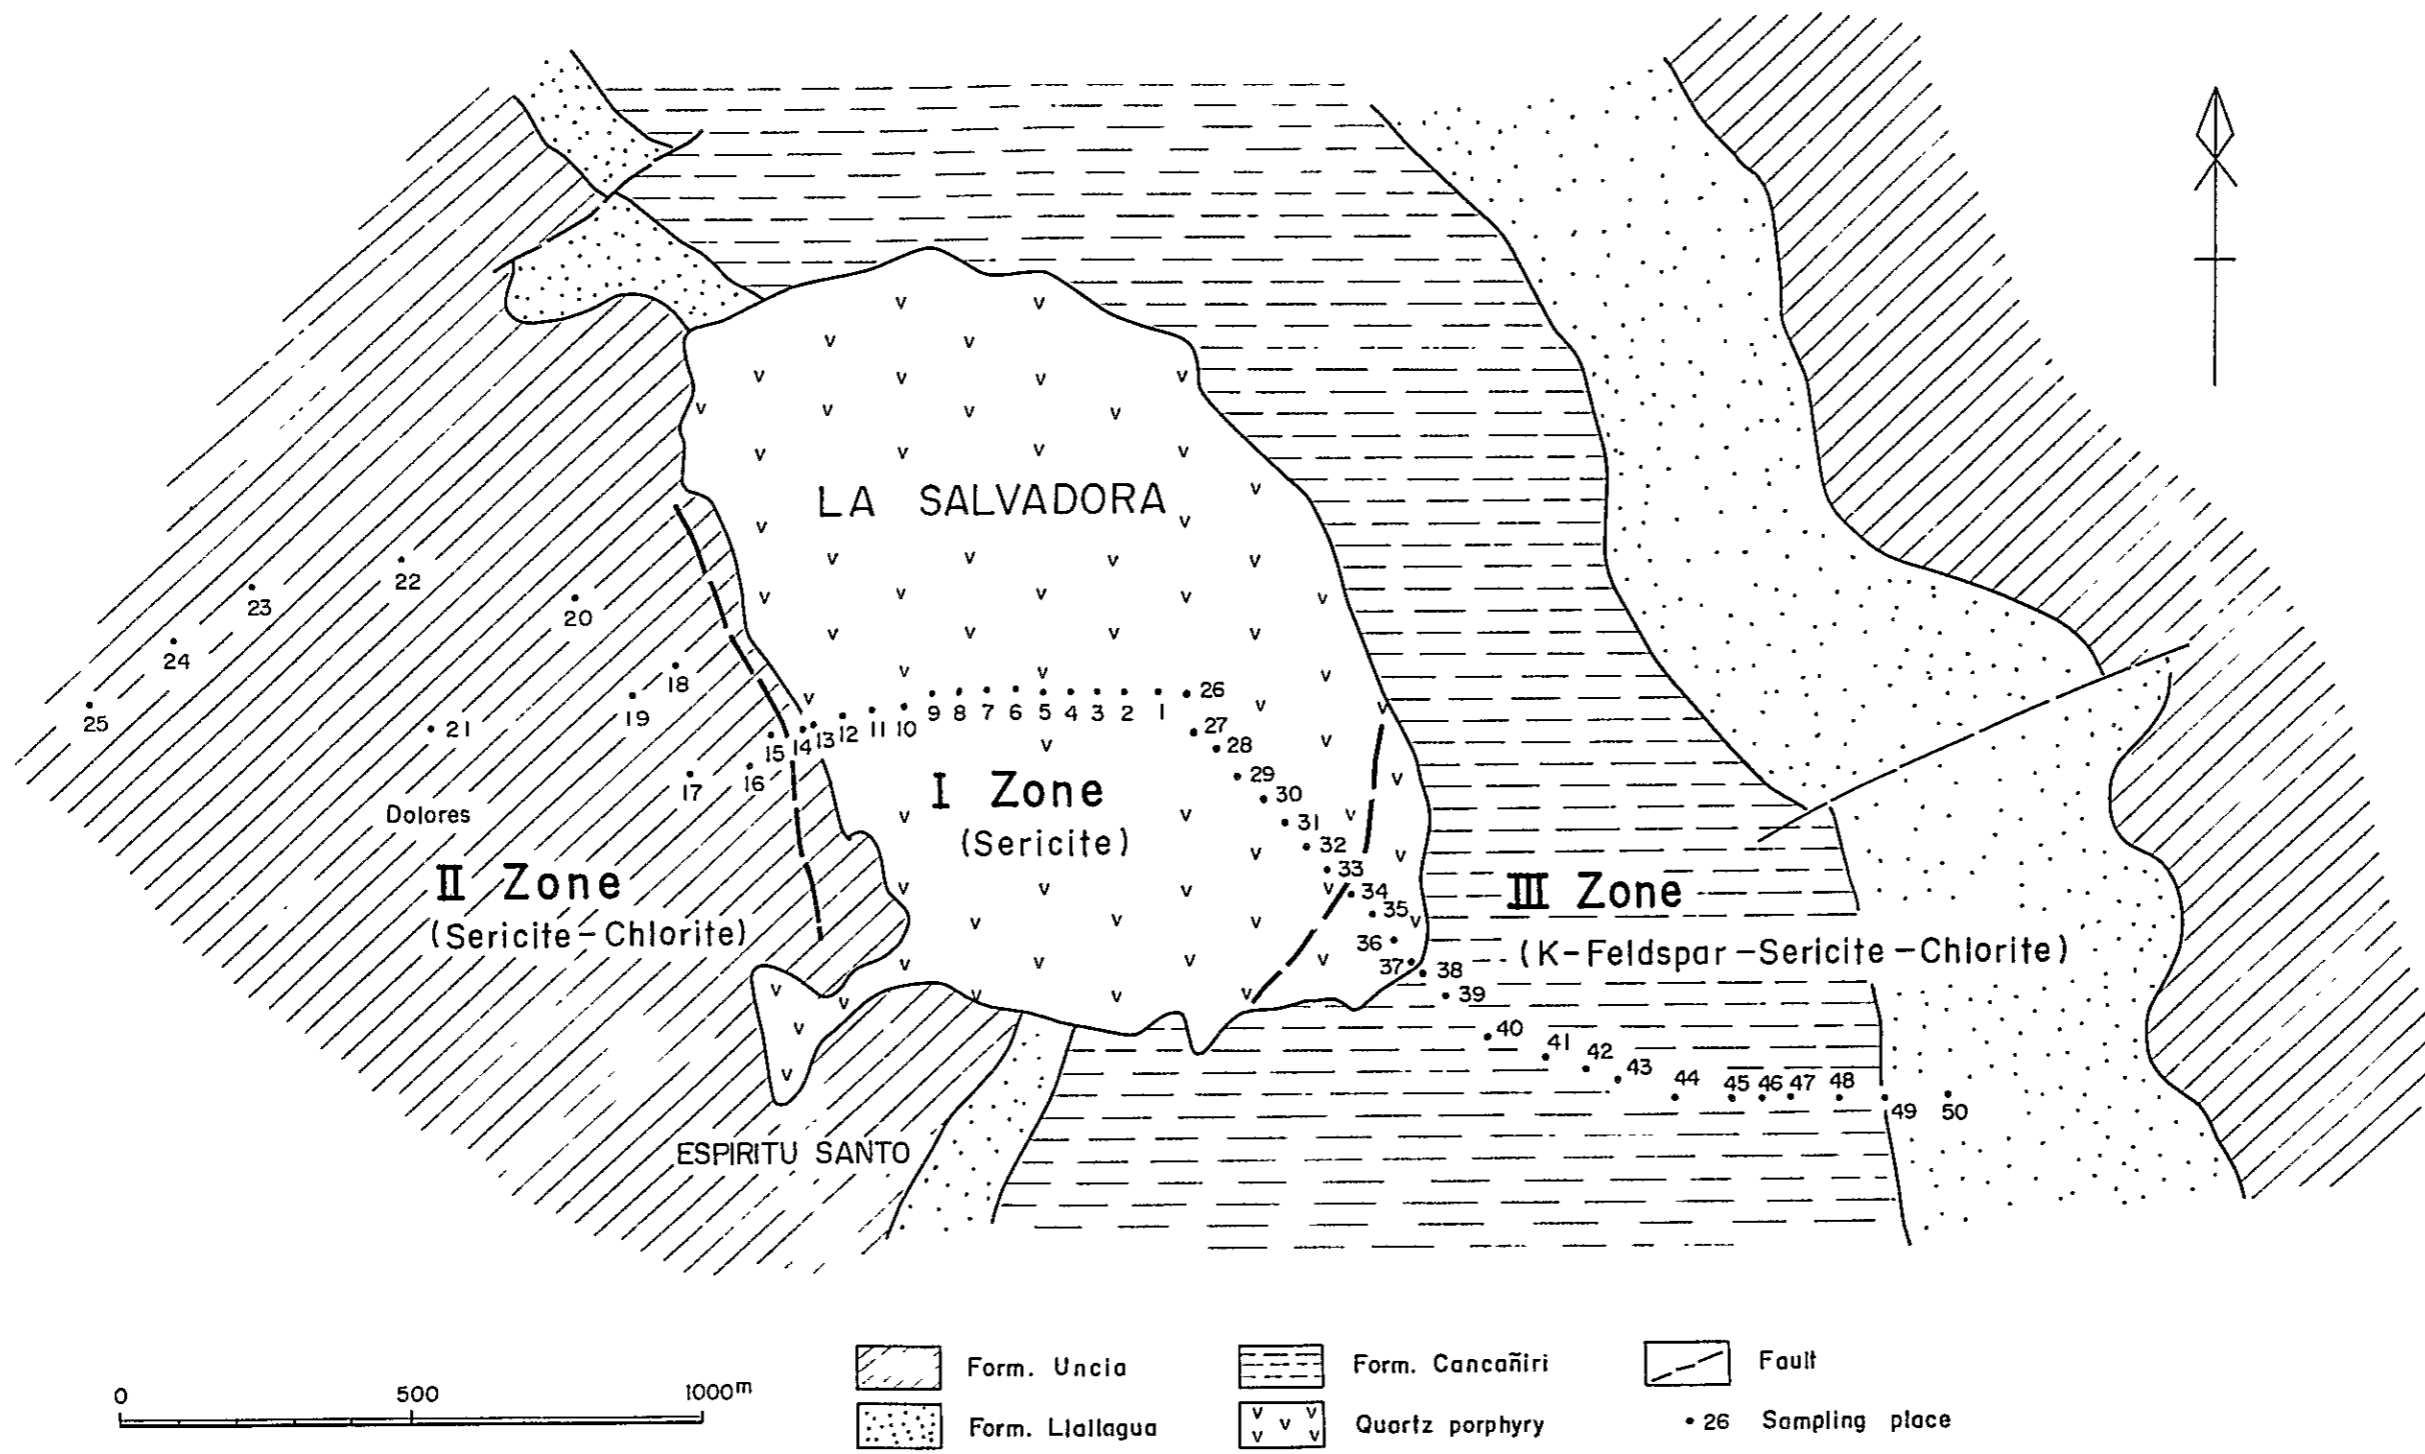 LA SALVADORA
22
23
20
24
18
25
19
21
26
9 8 7 6 5 4 3 2 1
15 14 13 12 11 10
27
28
16
17
29
30
31
32
33
34
35
36
37
38
39
I Zone
(Sericite)
Dolores
II Zone
(Sericite-Chlorite)
III Zone
(K-Feldspar-Sericite-Chlorite)
40
41
42
43
44 45 46 47 48
49 50
ESPIRITU SANTO
0 500 1000m
Form. Uncia
Form. Llallagua
Form. Cancañiri
Quartz porphyry
Fault
26 Sampling place